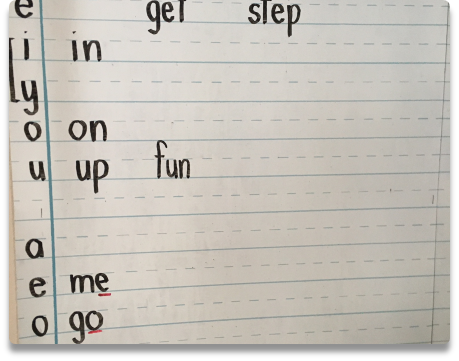 e get step
i in
y
o on
u up fun
a
e me
o go